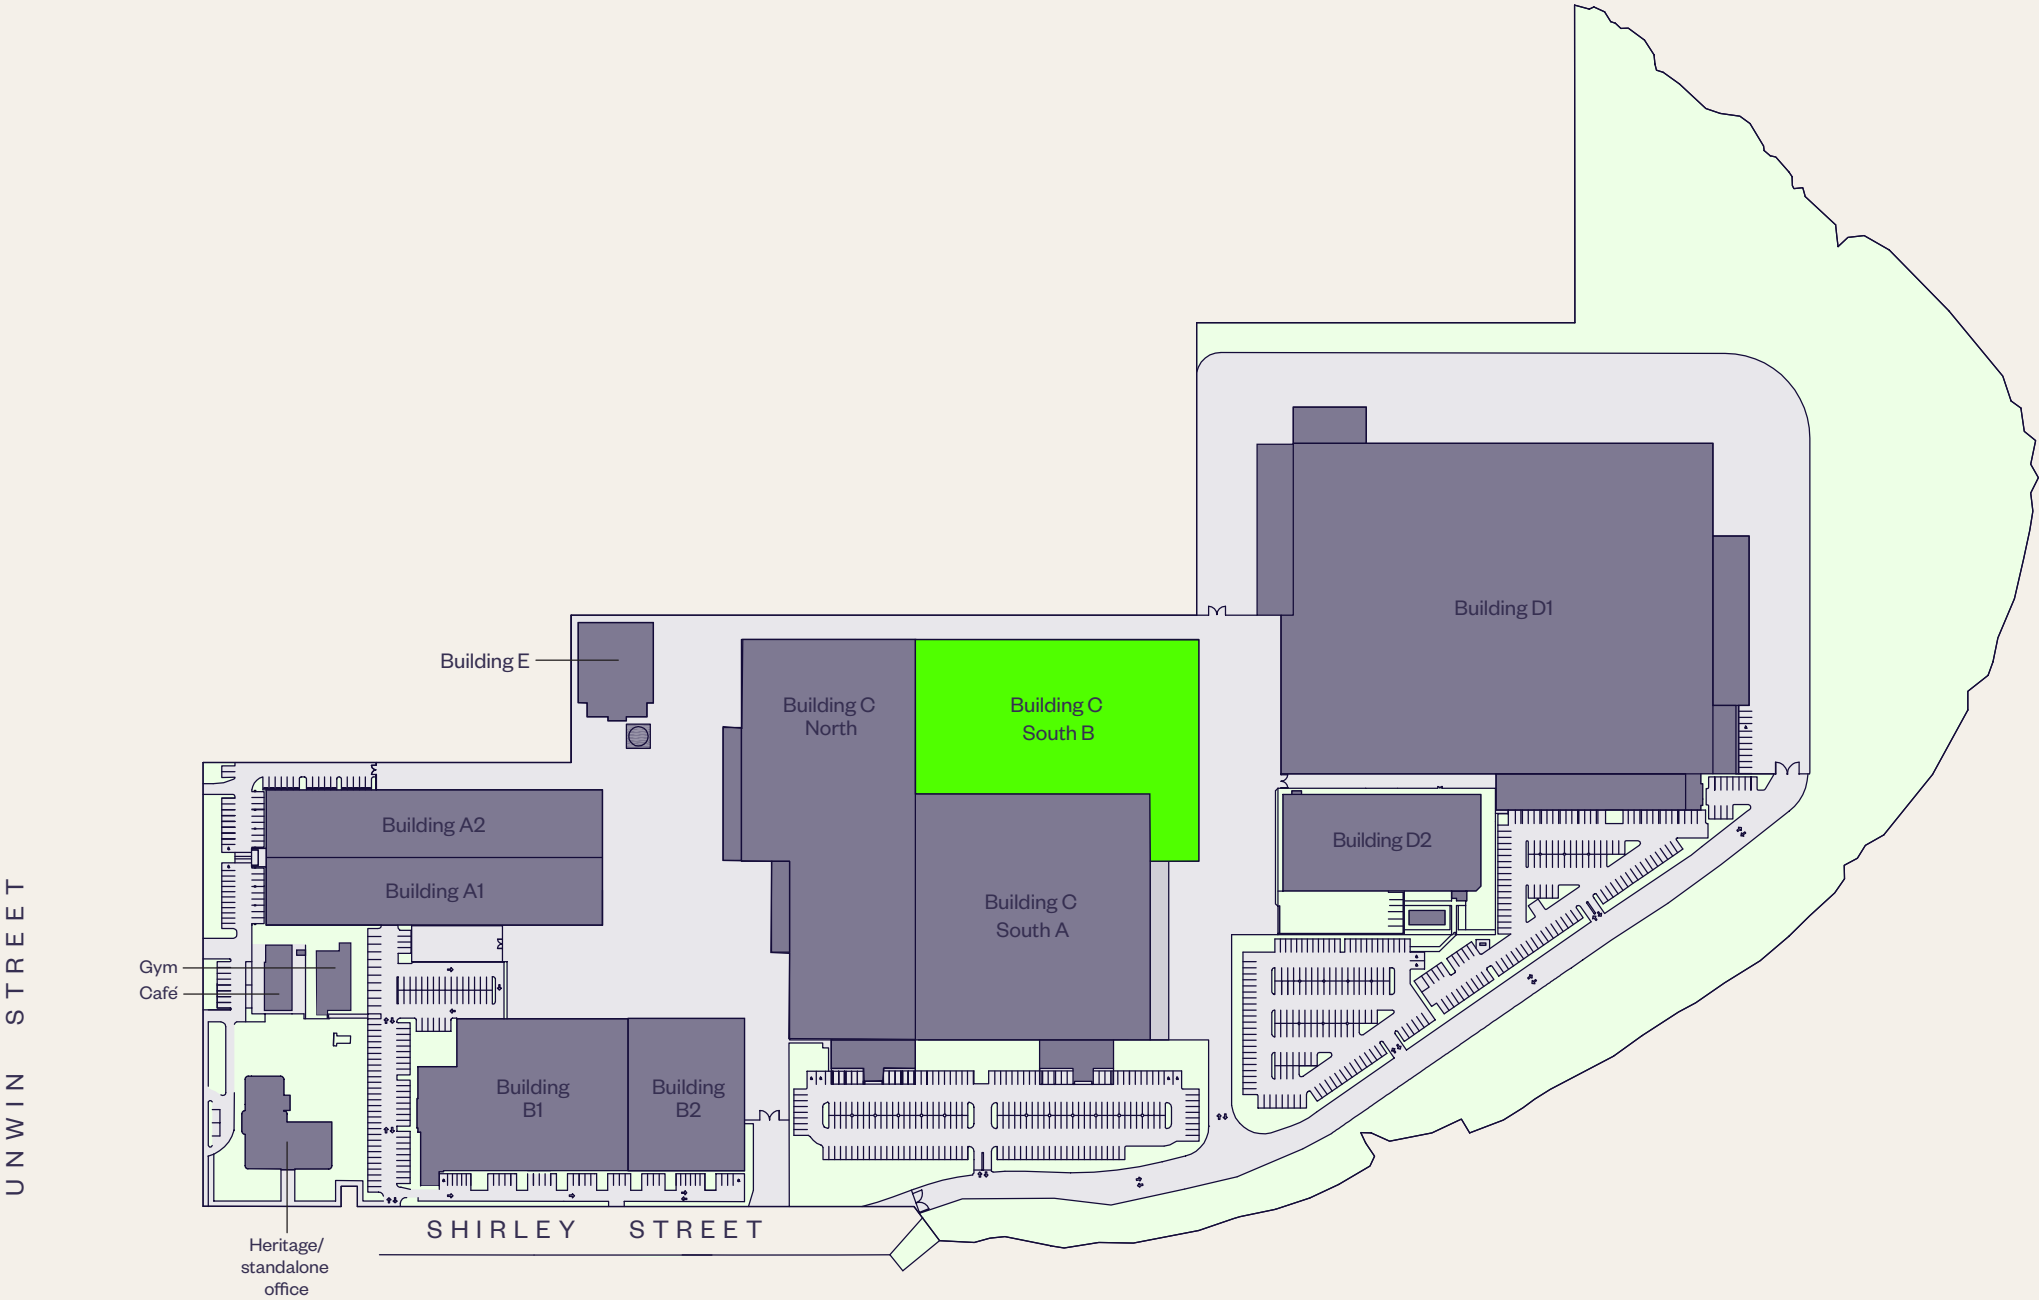 Building D1
Building E
Building C
North
Building C
South B
Building A2
Building D2
Building A1
Building C
South A
UNWIN STREET
Gym
Café
Building
B1
Building
B2
SHIRLEY STREET
Heritage/
standalone
office